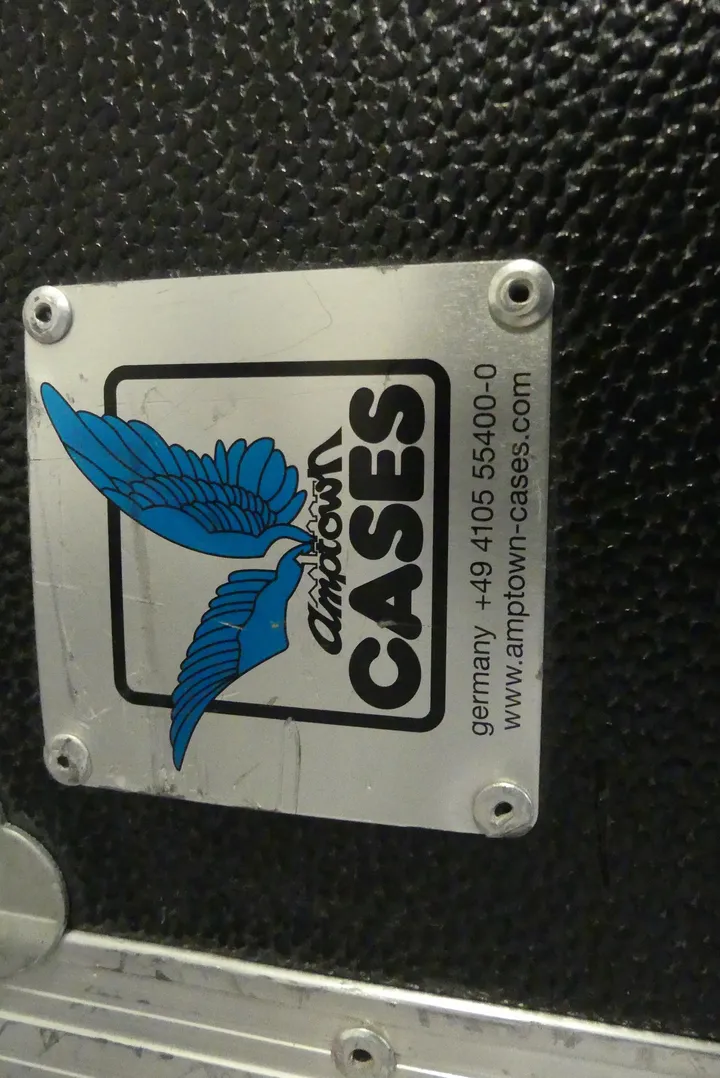 amptown
CASES
germany +49 4105 55400-0
www.amptown-cases.com